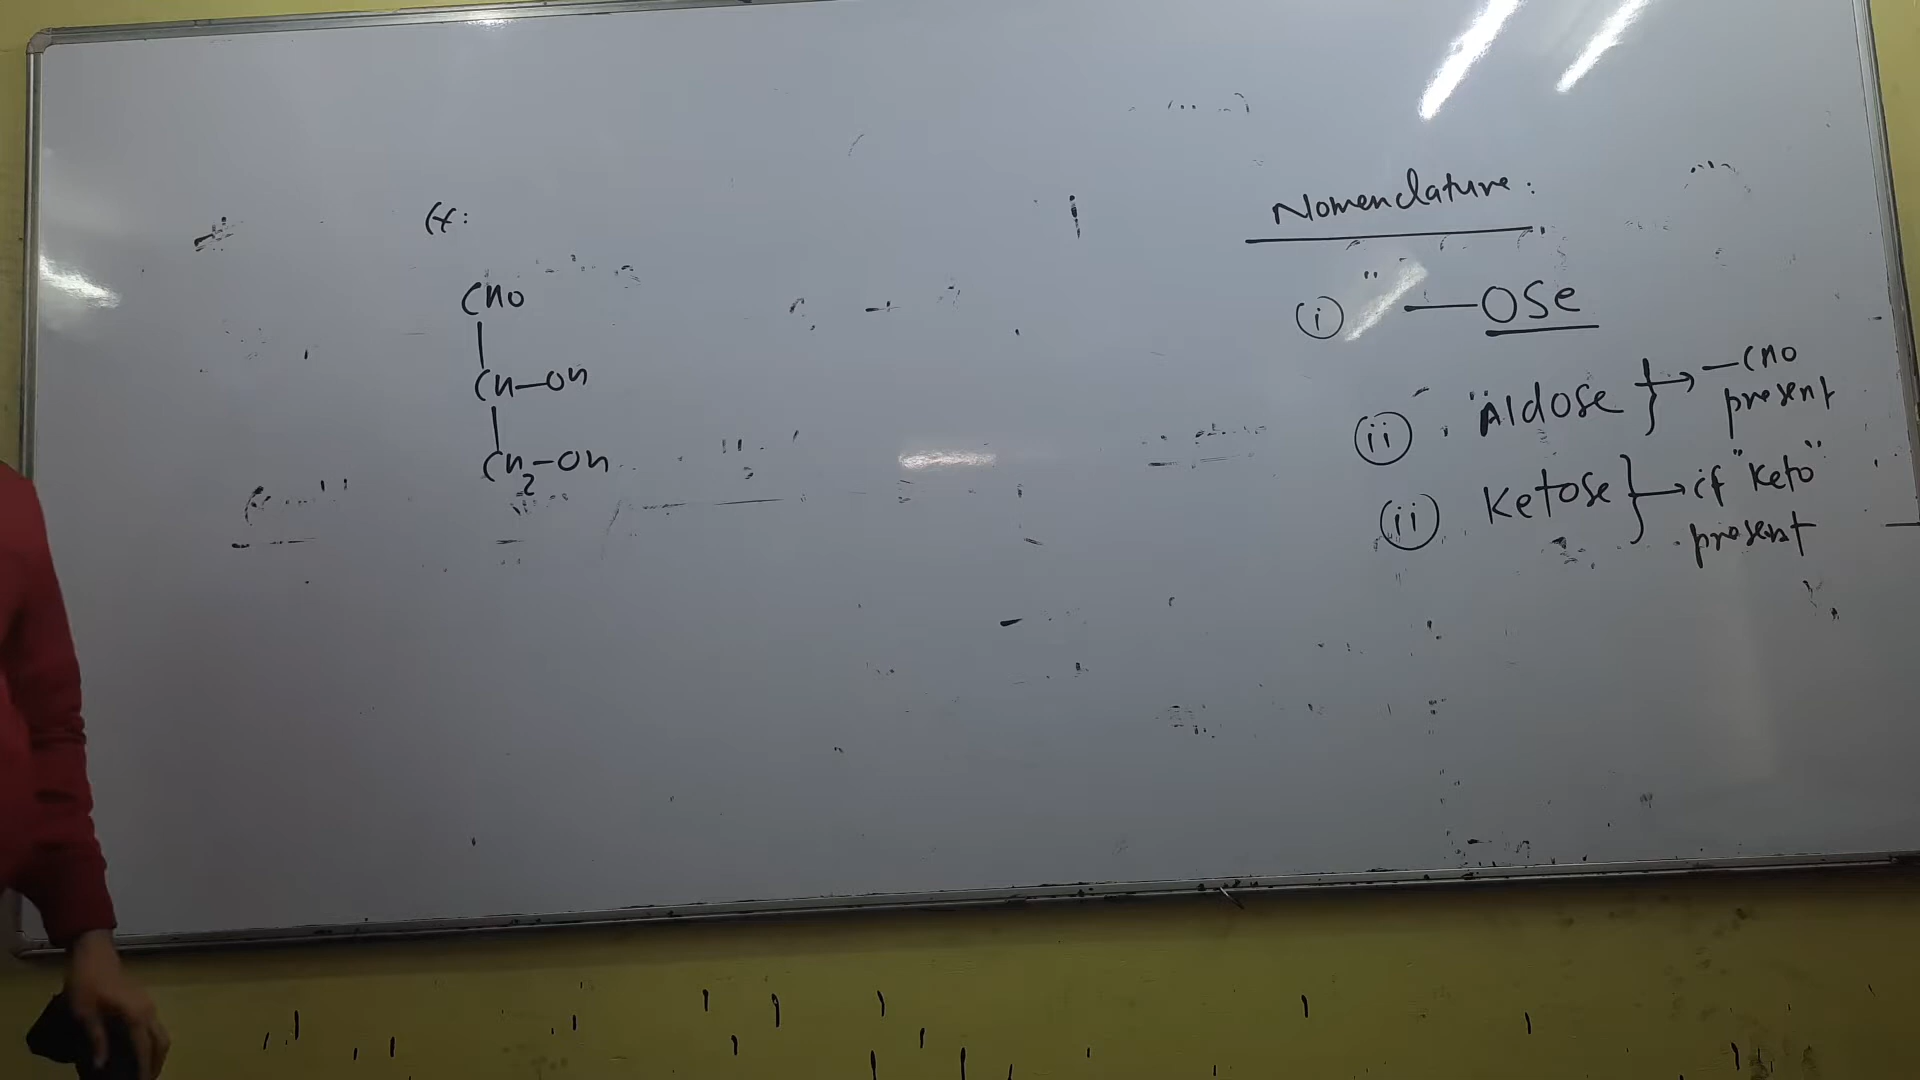 Ex:
CHO
CH-OH
CH2-OH
Nomenclature:
(i) " —OSe
(ii) "Aldose } → —CHO
present
(ii) Ketose } → if "Keto"
present